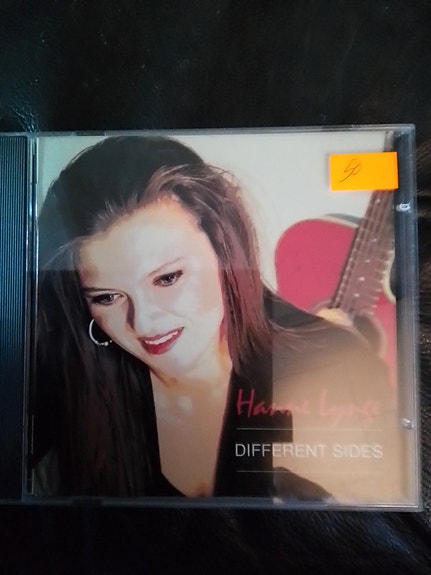 50
Hanne Lynge
DIFFERENT SIDES